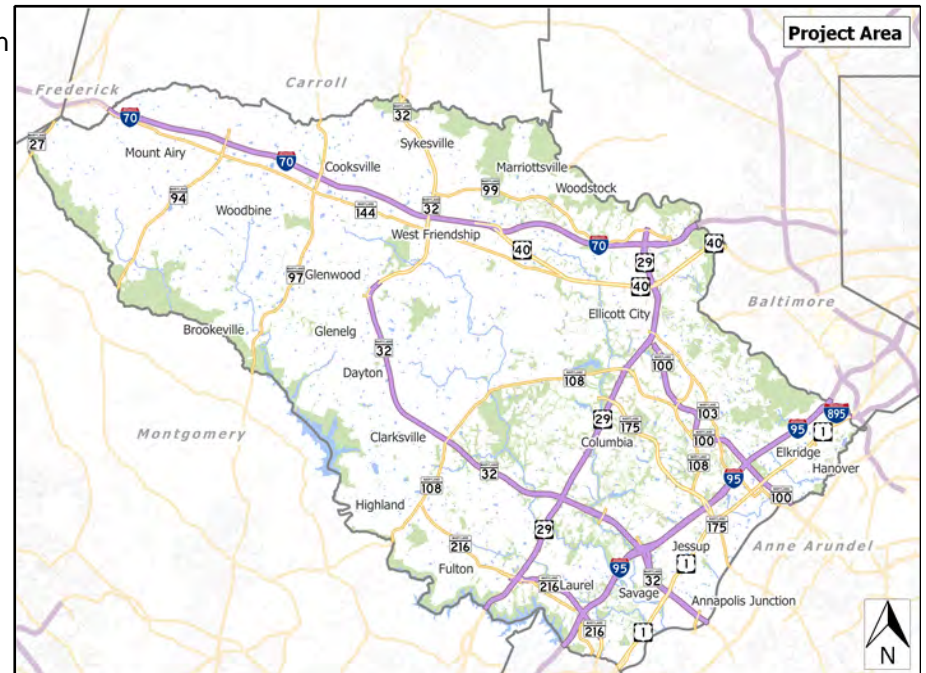 n
Project Area
Frederick
Carroll
70
32
27
Mount Airy
Sykesville
70
Cooksville
Marriottsville
99
Woodstock
94
Woodbine
144
32
West Friendship
40
70
40
29
97
Glenwood
40
Baltimore
Ellicott City
Brookeville
Glenelg
32
Dayton
100
108
103
895
29
175
95
1
Montgomery
Clarksville
Columbia
100
Elkridge
32
108
Hanover
95
Highland
108
100
175
29
216
Jessup
Anne Arundel
Fulton
95
1
32
Laurel
216
Savage
Annapolis Junction
216
1
N